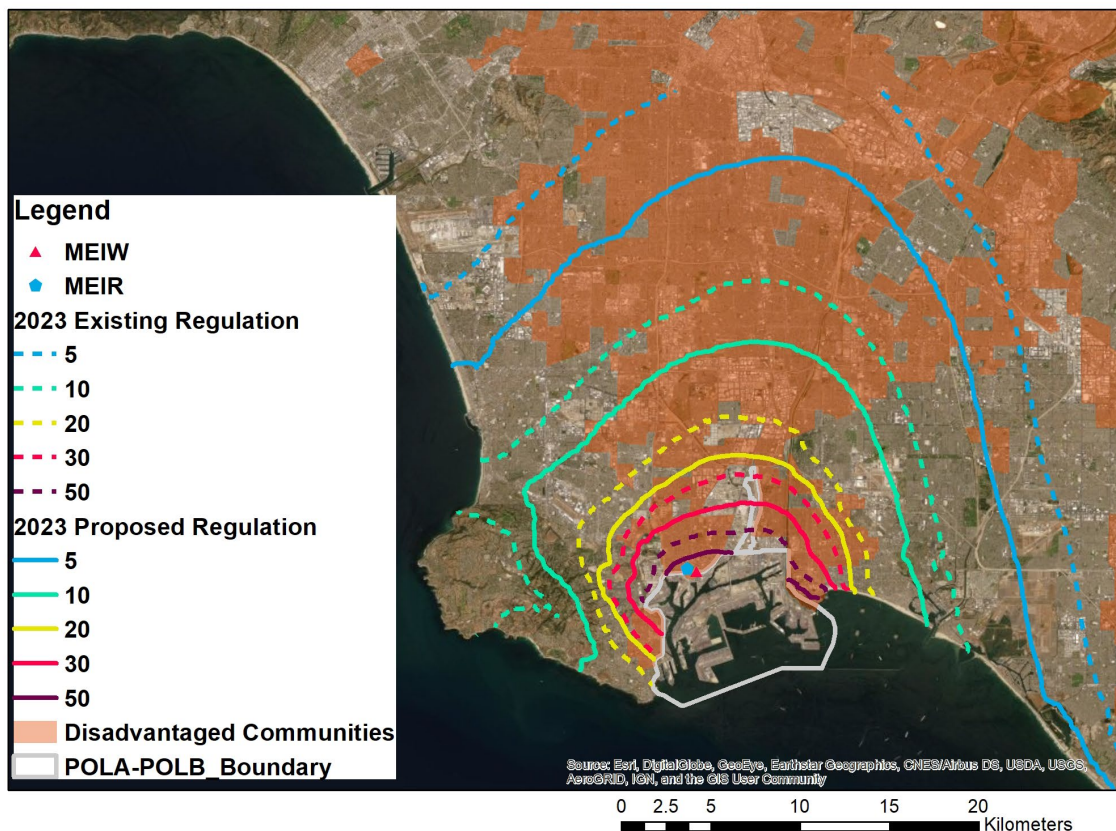 Legend
MEIW
MEIR
2023 Existing Regulation
5
10
20
30
50
2023 Proposed Regulation
5
10
20
30
50
Disadvantaged Communities
POLA-POLB_Boundary
Source: Esri, DigitalGlobe, GeoEye, Earthstar Geographics, CNES/Airbus DS, USDA, USGS,
AeroGRID, IGN, and the GIS User Community
0 2.5 5 10 15 20
Kilometers